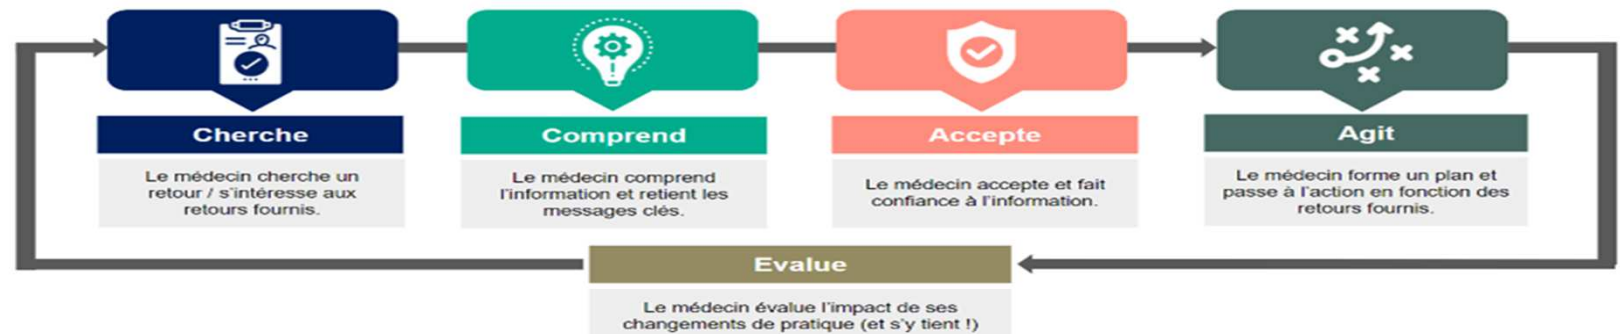 Cherche
Le médecin cherche un
retour / s'intéresse aux
retours fournis.
Comprend
Le médecin comprend
l'information et retient les
messages clés.
Accepte
Le médecin accepte et fait
confiance à l'information.
Agit
Le médecin forme un plan et
passe à l'action en fonction des
retours fournis.
Evalue
Le médecin évalue l'impact de ses
changements de pratique (et s'y tient !)